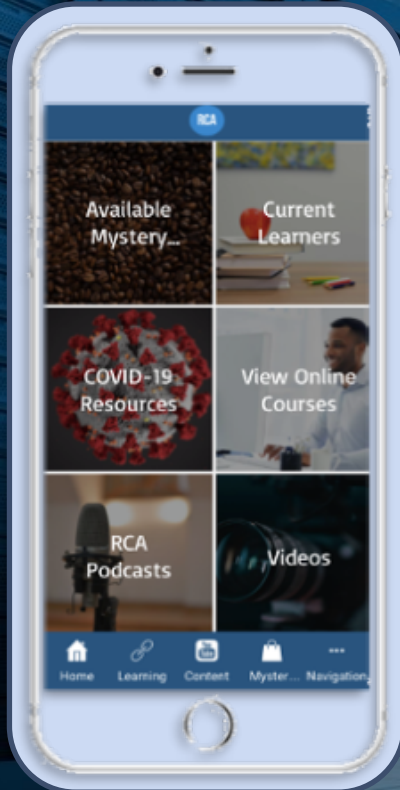 RCA
Available
Mystery...
Current
Learners
COVID-19
Resources
View Online
Courses
RCA
Podcasts
Videos
Home
Learning
Content
Myster...
Navigation